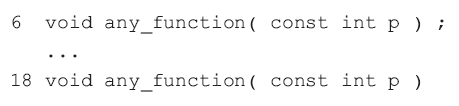 6 void any_function( const int p ) ;
...
18 void any_function( const int p )